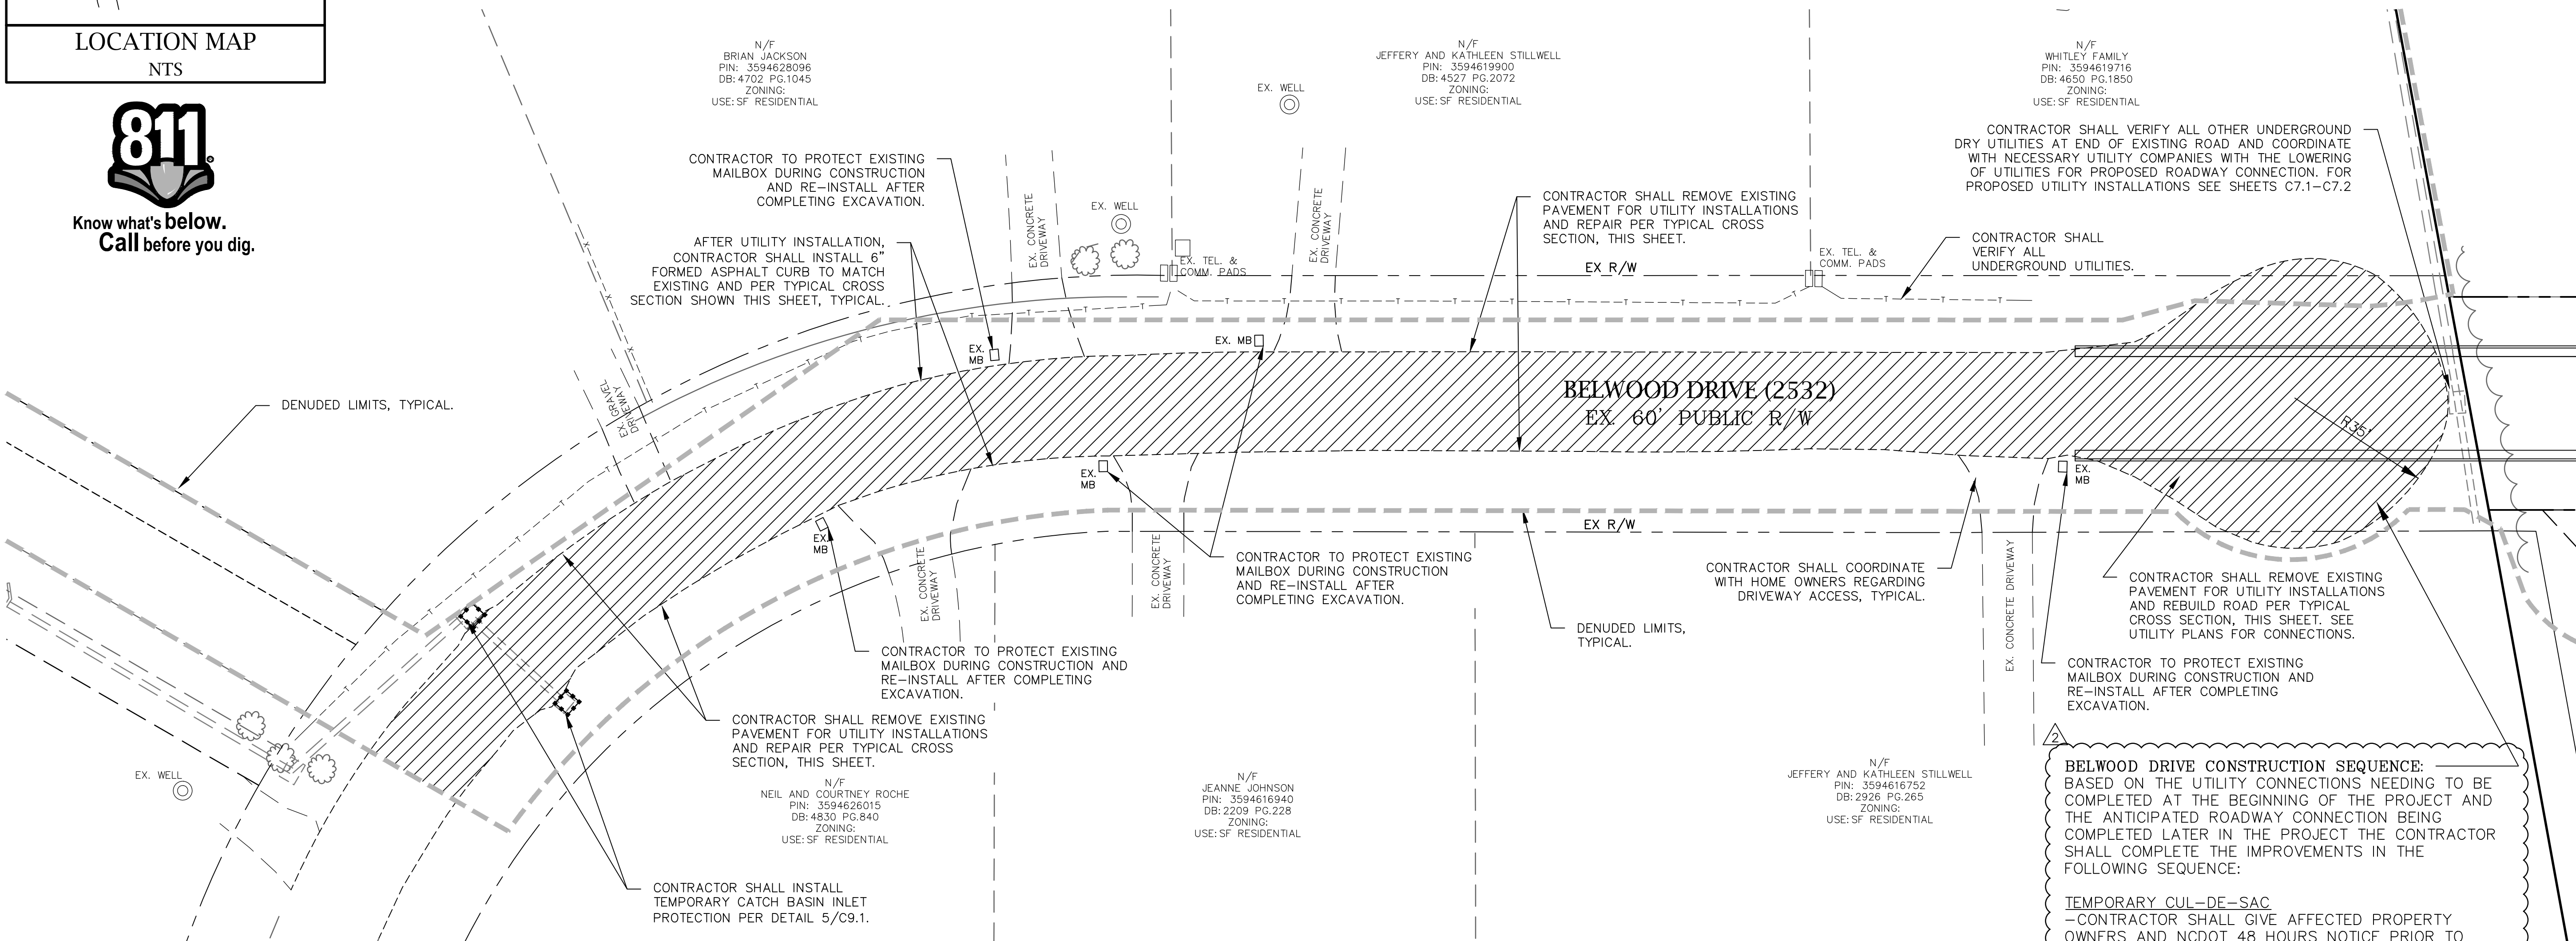 LOCATION MAP
NTS
811
®
Know what's below.
Call before you dig.
N/F
BRIAN JACKSON
PIN: 3594628096
DB: 4702 PG.1045
ZONING:
USE: SF RESIDENTIAL
N/F
JEFFERY AND KATHLEEN STILLWELL
PIN: 3594619900
DB: 4527 PG.2072
ZONING:
USE: SF RESIDENTIAL
N/F
WHITLEY FAMILY
PIN: 3594619716
DB: 4650 PG.1850
ZONING:
USE: SF RESIDENTIAL
EX. WELL
CONTRACTOR SHALL VERIFY ALL OTHER UNDERGROUND
DRY UTILITIES AT END OF EXISTING ROAD AND COORDINATE
WITH NECESSARY UTILITY COMPANIES WITH THE LOWERING
OF UTILITIES FOR PROPOSED ROADWAY CONNECTION. FOR
PROPOSED UTILITY INSTALLATIONS SEE SHEETS C7.1–C7.2
CONTRACTOR TO PROTECT EXISTING
MAILBOX DURING CONSTRUCTION
AND RE–INSTALL AFTER
COMPLETING EXCAVATION.
EX. WELL
EX. CONCRETE
DRIVEWAY
EX. CONCRETE
DRIVEWAY
CONTRACTOR SHALL REMOVE EXISTING
PAVEMENT FOR UTILITY INSTALLATIONS
AND REPAIR PER TYPICAL CROSS
SECTION, THIS SHEET.
AFTER UTILITY INSTALLATION,
CONTRACTOR SHALL INSTALL 6"
FORMED ASPHALT CURB TO MATCH
EXISTING AND PER TYPICAL CROSS
SECTION SHOWN THIS SHEET, TYPICAL.
EX. TEL. &
COMM. PADS
EX R/W
EX. TEL. &
COMM. PADS
CONTRACTOR SHALL
VERIFY ALL
UNDERGROUND UTILITIES.
EX.
MB
EX. MB
DENUDED LIMITS, TYPICAL.
EX. GRAVEL
DRIVEWAY
BELWOOD DRIVE (2532)
EX. 60' PUBLIC R/W
R35'
EX.
MB
EX.
MB
EX.
MB
EX R/W
EX. CONCRETE
DRIVEWAY
EX. CONCRETE
DRIVEWAY
EX. CONCRETE DRIVEWAY
CONTRACTOR TO PROTECT EXISTING
MAILBOX DURING CONSTRUCTION
AND RE–INSTALL AFTER
COMPLETING EXCAVATION.
CONTRACTOR SHALL COORDINATE
WITH HOME OWNERS REGARDING
DRIVEWAY ACCESS, TYPICAL.
CONTRACTOR SHALL REMOVE EXISTING
PAVEMENT FOR UTILITY INSTALLATIONS
AND REBUILD ROAD PER TYPICAL
CROSS SECTION, THIS SHEET. SEE
UTILITY PLANS FOR CONNECTIONS.
DENUDED LIMITS,
TYPICAL.
CONTRACTOR TO PROTECT EXISTING
MAILBOX DURING CONSTRUCTION AND
RE–INSTALL AFTER COMPLETING
EXCAVATION.
CONTRACTOR TO PROTECT EXISTING
MAILBOX DURING CONSTRUCTION AND
RE–INSTALL AFTER COMPLETING
EXCAVATION.
CONTRACTOR SHALL REMOVE EXISTING
PAVEMENT FOR UTILITY INSTALLATIONS
AND REPAIR PER TYPICAL CROSS
SECTION, THIS SHEET.
EX. WELL
N/F
NEIL AND COURTNEY ROCHE
PIN: 3594626015
DB: 4830 PG.840
ZONING:
USE: SF RESIDENTIAL
N/F
JEANNE JOHNSON
PIN: 3594616940
DB: 2209 PG.228
ZONING:
USE: SF RESIDENTIAL
N/F
JEFFERY AND KATHLEEN STILLWELL
PIN: 3594616752
DB: 2926 PG.265
ZONING:
USE: SF RESIDENTIAL
CONTRACTOR SHALL INSTALL
TEMPORARY CATCH BASIN INLET
PROTECTION PER DETAIL 5/C9.1.
2
BELWOOD DRIVE CONSTRUCTION SEQUENCE:
BASED ON THE UTILITY CONNECTIONS NEEDING TO BE
COMPLETED AT THE BEGINNING OF THE PROJECT AND
THE ANTICIPATED ROADWAY CONNECTION BEING
COMPLETED LATER IN THE PROJECT THE CONTRACTOR
SHALL COMPLETE THE IMPROVEMENTS IN THE
FOLLOWING SEQUENCE:
TEMPORARY CUL–DE–SAC
–CONTRACTOR SHALL GIVE AFFECTED PROPERTY
OWNERS AND NCDOT 48 HOURS NOTICE PRIOR TO